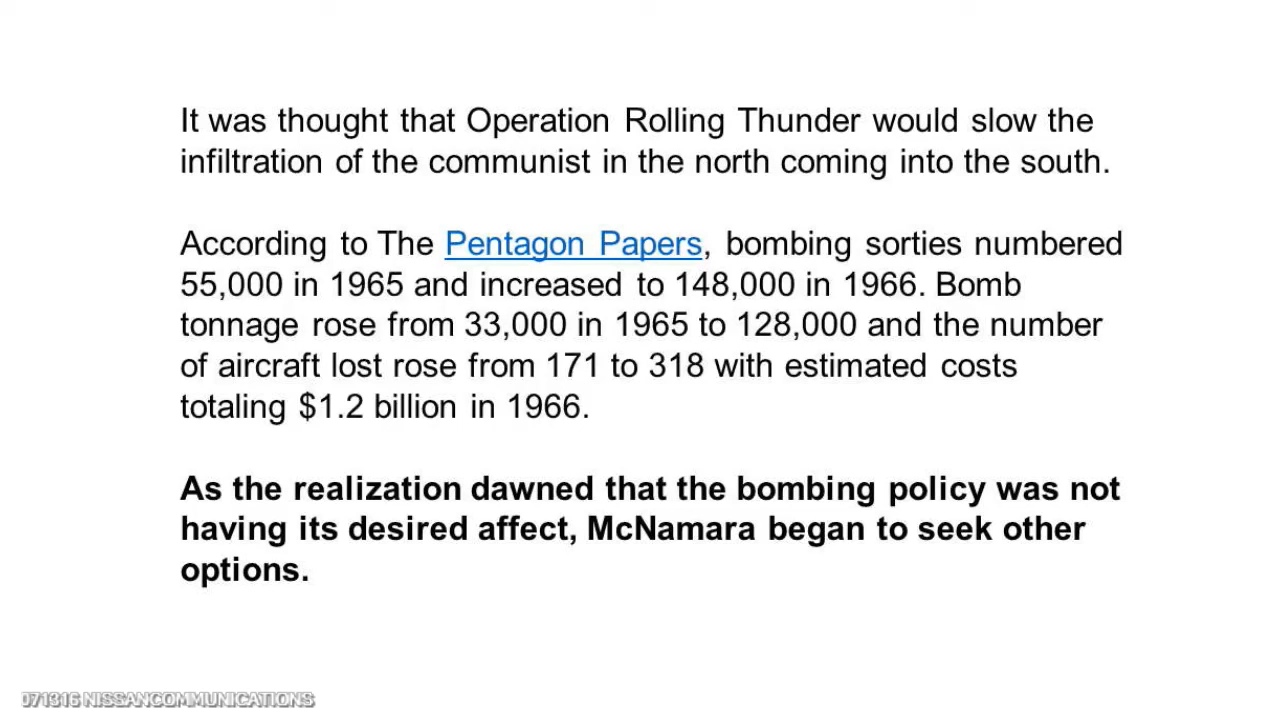 It was thought that Operation Rolling Thunder would slow the
infiltration of the communist in the north coming into the south.
According to The Pentagon Papers, bombing sorties numbered
55,000 in 1965 and increased to 148,000 in 1966. Bomb
tonnage rose from 33,000 in 1965 to 128,000 and the number
of aircraft lost rose from 171 to 318 with estimated costs
totaling $1.2 billion in 1966.
As the realization dawned that the bombing policy was not
having its desired affect, McNamara began to seek other
options.
071316 NISSANCOMMUNICATIONS